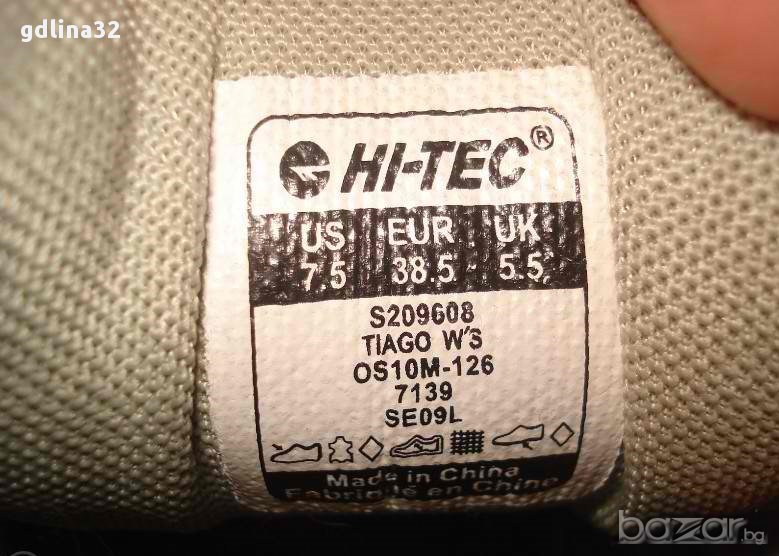 gdlina32
HI-TEC®
US EUR UK
7.5 38.5 5.5
S209608
TIAGO W'S
OS10M-126
7139
SE09L
Made in China
Fabriqué en Chine
bazar.bg